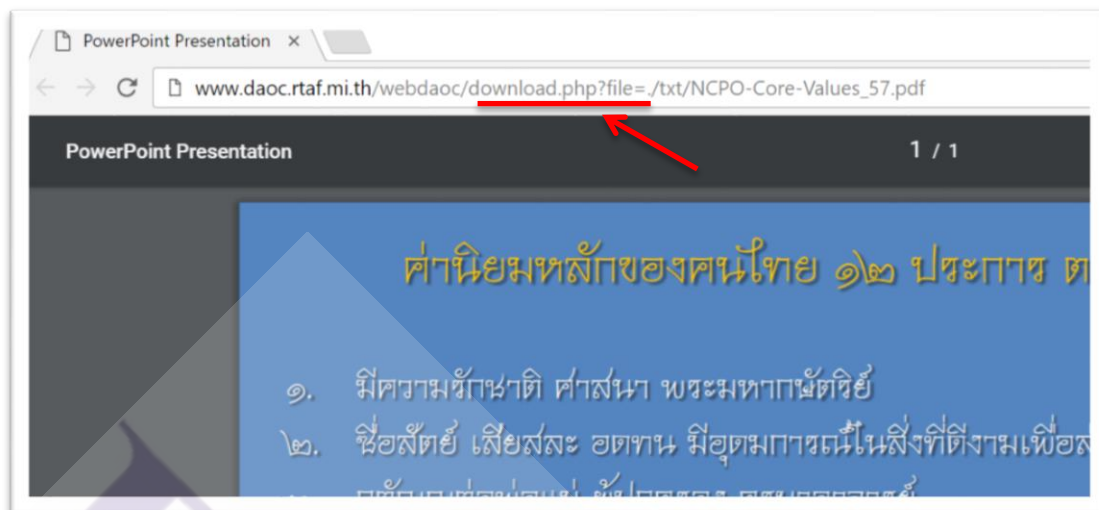 PowerPoint Presentation
www.daoc.rtaf.mi.th/webdaoc/download.php?file=./txt/NCPO-Core-Values_57.pdf
PowerPoint Presentation 1 / 1
ค่านิยมหลักของคนไทย ๑๒ ประการ ต
๑. มีความรักชาติ ศาสนา พระมหากษัตริย์
๒. ซื่อสัตย์ เสียสละ อดทน มีอุดมการณ์ในสิ่งที่ดีงามเพื่อส